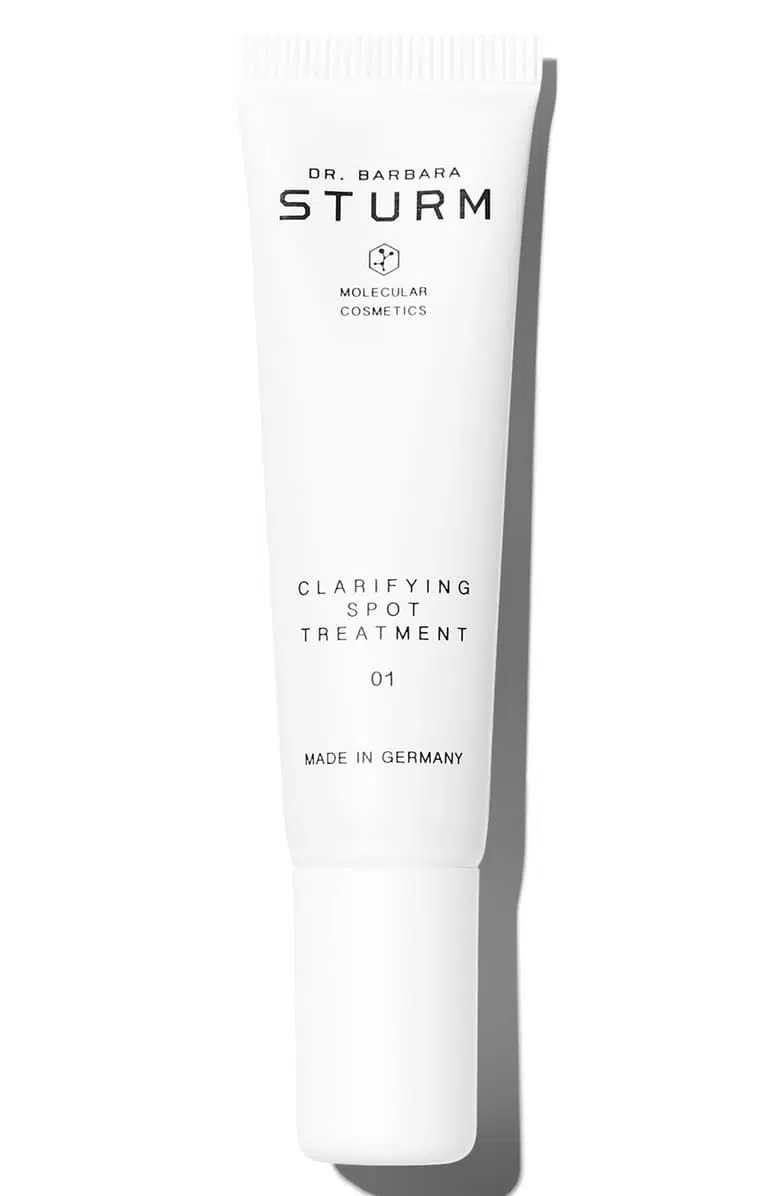 DR. BARBARA
STURM
MOLECULAR
COSMETICS
CLARIFYING
SPOT
TREATMENT
01
MADE IN GERMANY